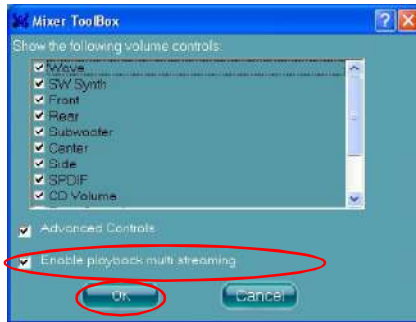 Mixer ToolBox
Show the following volume controls:
Wave
SW Synth
Front
Rear
Subwoofer
Center
Side
SPDIF
CD Volume
Advanced Controls
Enable playback multi streaming
OK
Cancel